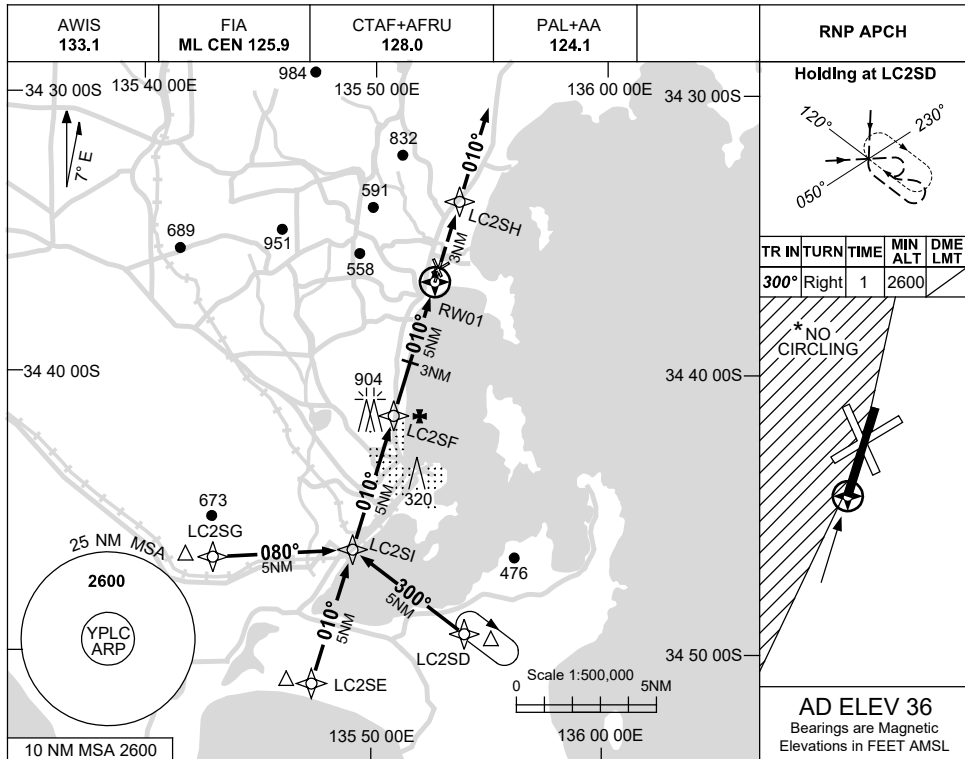 AWIS
133.1
FIA
ML CEN 125.9
CTAF+AFRU
128.0
PAL+AA
124.1
RNP APCH
135 40 00E
984
135 50 00E
136 00 00E
34 30 00S
34 30 00S
7° E
832
010°
591
LC2SH
689
951
558
3NM
RW01
010°
5NM
3NM
34 40 00S
34 40 00S
904
LC2SF
010°
5NM
320
673
LC2SG
25 NM MSA
080°
5NM
LC2SI
2600
YPLC
ARP
300°
5NM
476
010°
5NM
LC2SD
LC2SE
34 50 00S
Scale 1:500,000
0
5NM
135 50 00E
136 00 00E
10 NM MSA 2600
Holding at LC2SD
120°
230°
050°
TR IN TURN TIME MIN ALT DME LMT
300° Right 1 2600
*NO
CIRCLING
AD ELEV 36
Bearings are Magnetic
Elevations in FEET AMSL